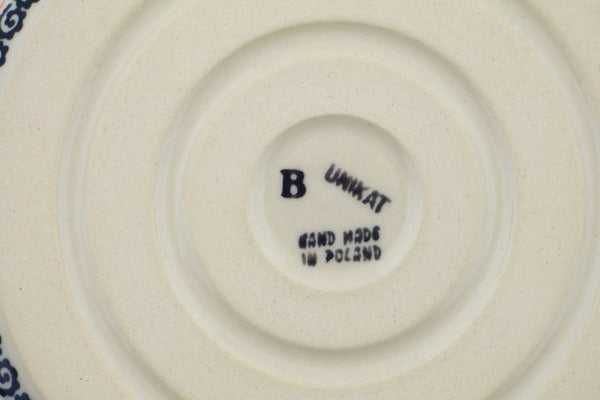 B UNIKAT
HAND MADE
IN POLAND